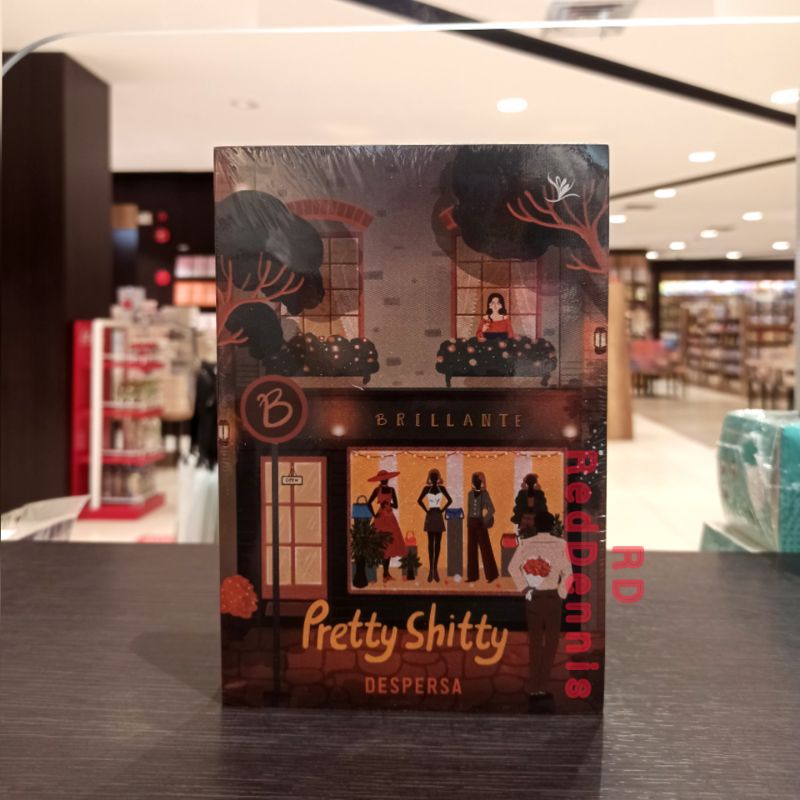 B
BRILLANTE
OPEN
Pretty Shitty
DESPERSA
RedDennis
RD